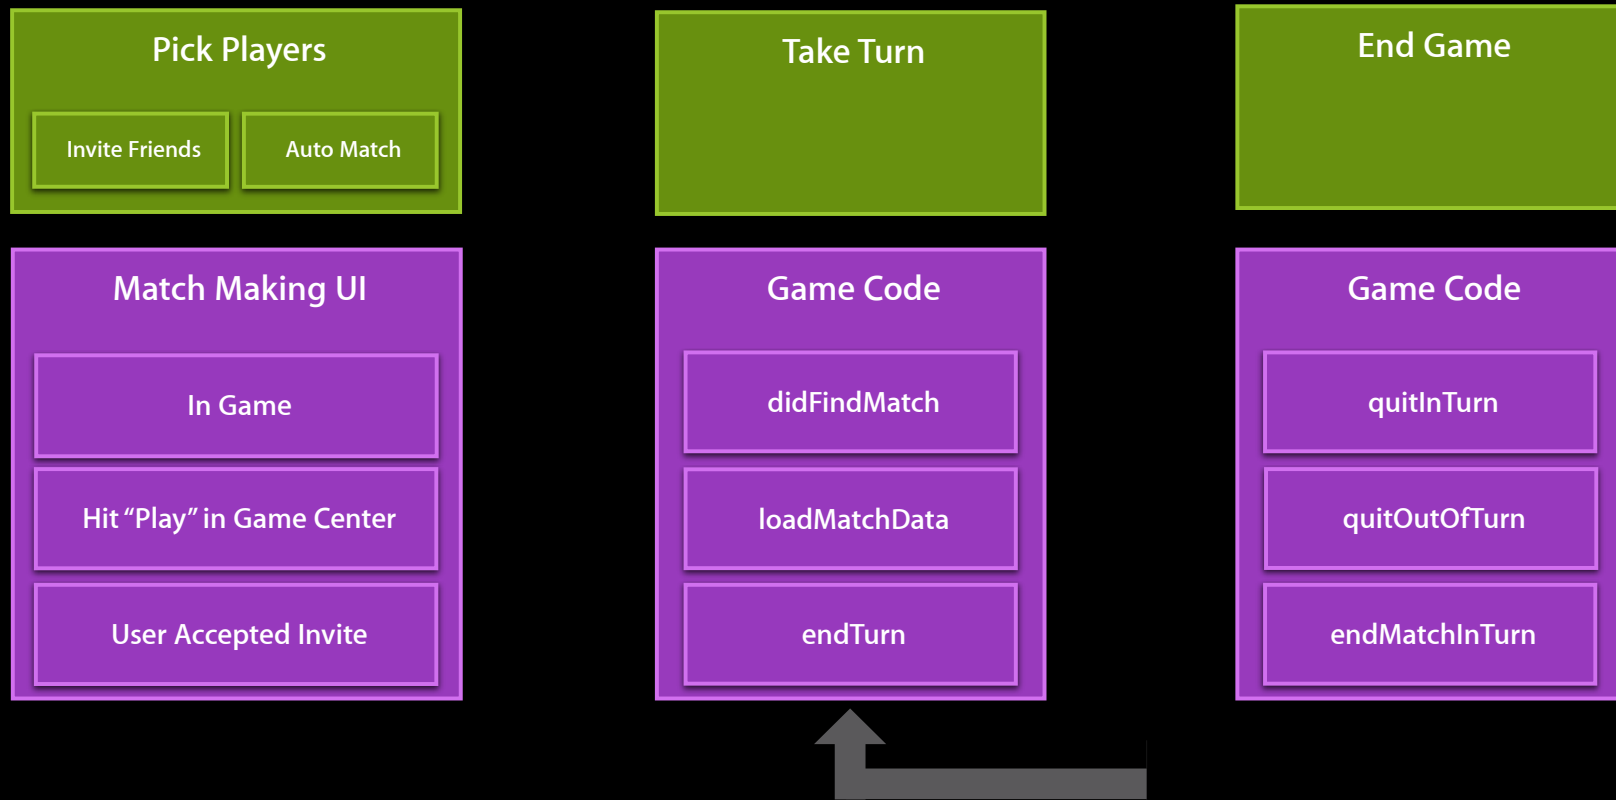 Pick Players
Invite Friends
Auto Match
Match Making UI
In Game
Hit “Play” in Game Center
User Accepted Invite
Take Turn
Game Code
didFindMatch
loadMatchData
endTurn
End Game
Game Code
quitInTurn
quitOutOfTurn
endMatchInTurn